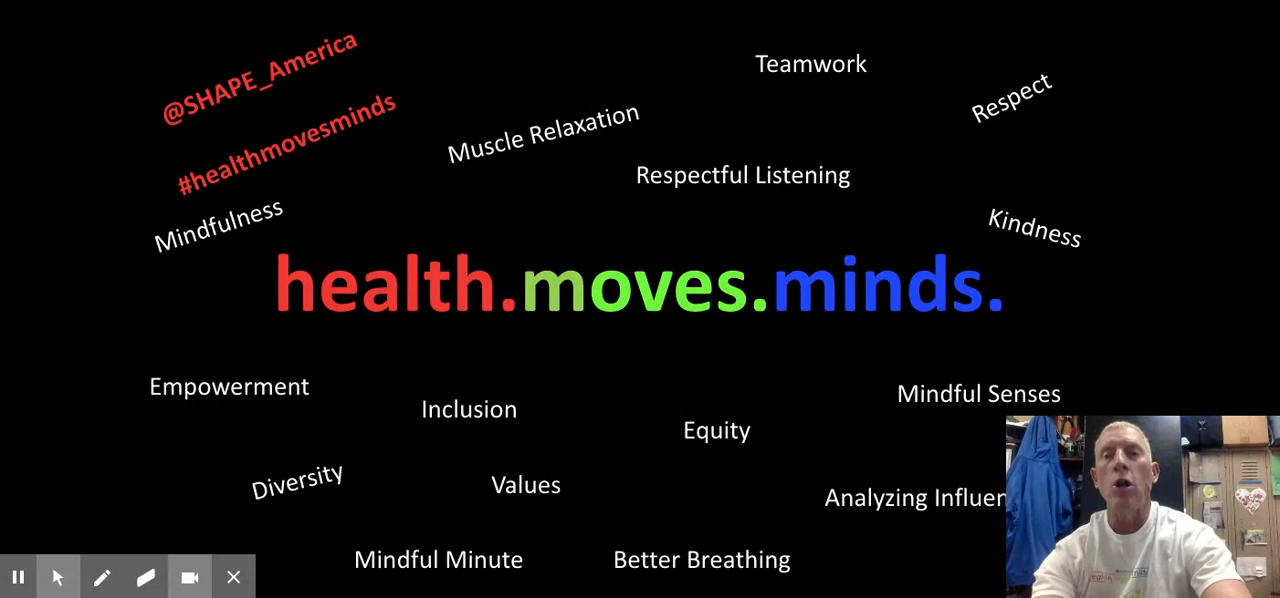 @SHAPE_America
Teamwork
Respect
#healthmovesminds
Muscle Relaxation
Respectful Listening
Mindfulness
Kindness
health.moves.minds.
Empowerment
Inclusion
Equity
Mindful Senses
Diversity
Values
Analyzing
Mindful Minute
Better Breathing